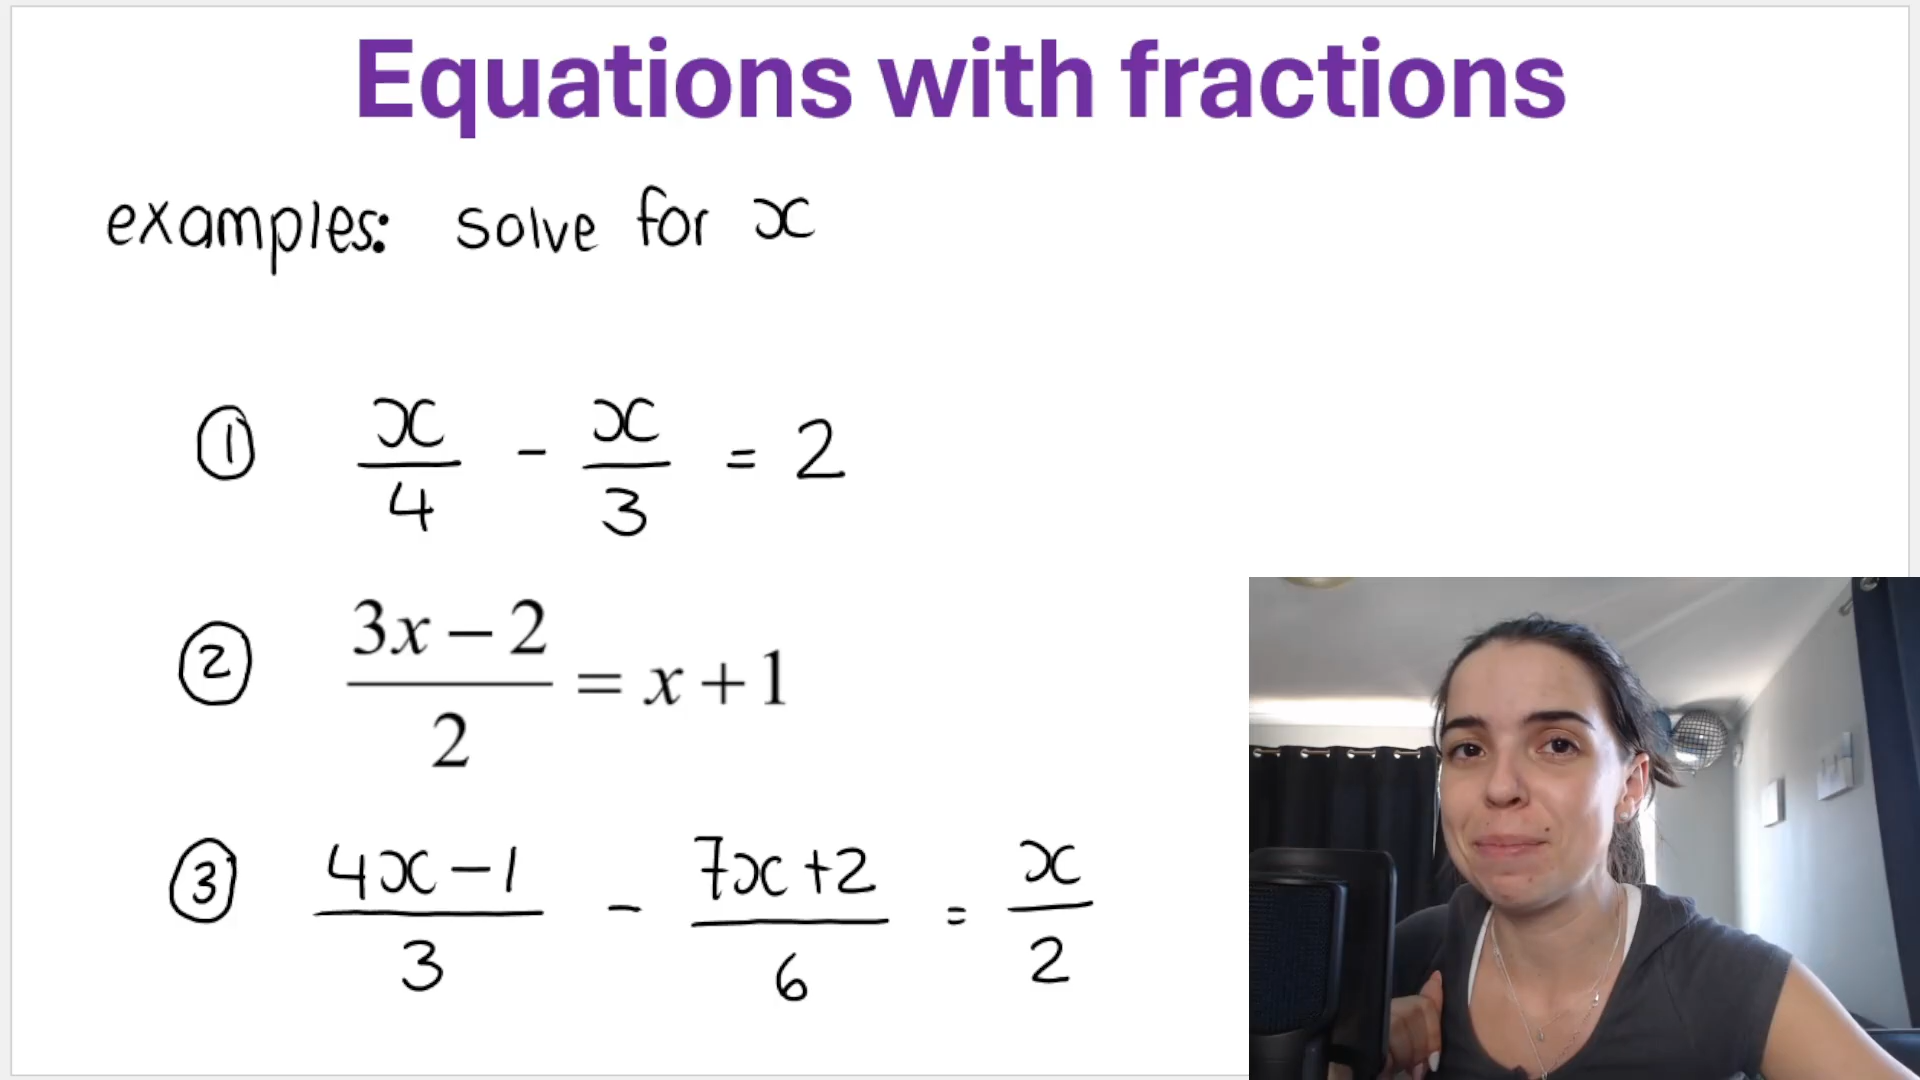 Equations with fractions
examples: solve for x
① x/4 - x/3 = 2
② (3x - 2)/2 = x + 1
③ (4x - 1)/3 - (7x + 2)/6 = x/2